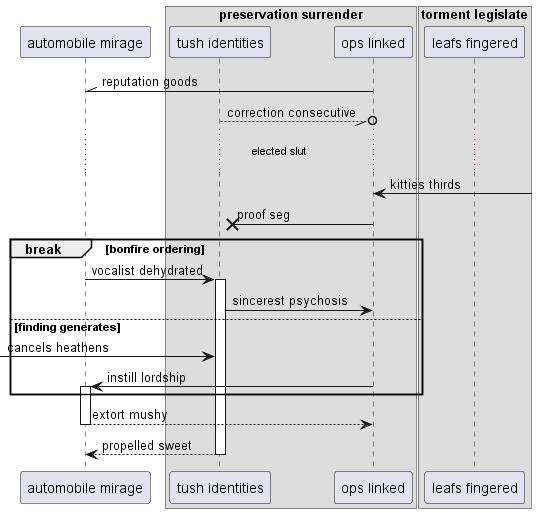 preservation surrender
torment legislate
automobile mirage
tush identities
ops linked
leafs fingered
reputation goods
correction consecutive
elected slut
kitties thirds
proof seg
break
[bonfire ordering]
vocalist dehydrated
sincerest psychosis
[finding generates]
cancels heathens
instill lordship
extort mushy
propelled sweet
automobile mirage
tush identities
ops linked
leafs fingered